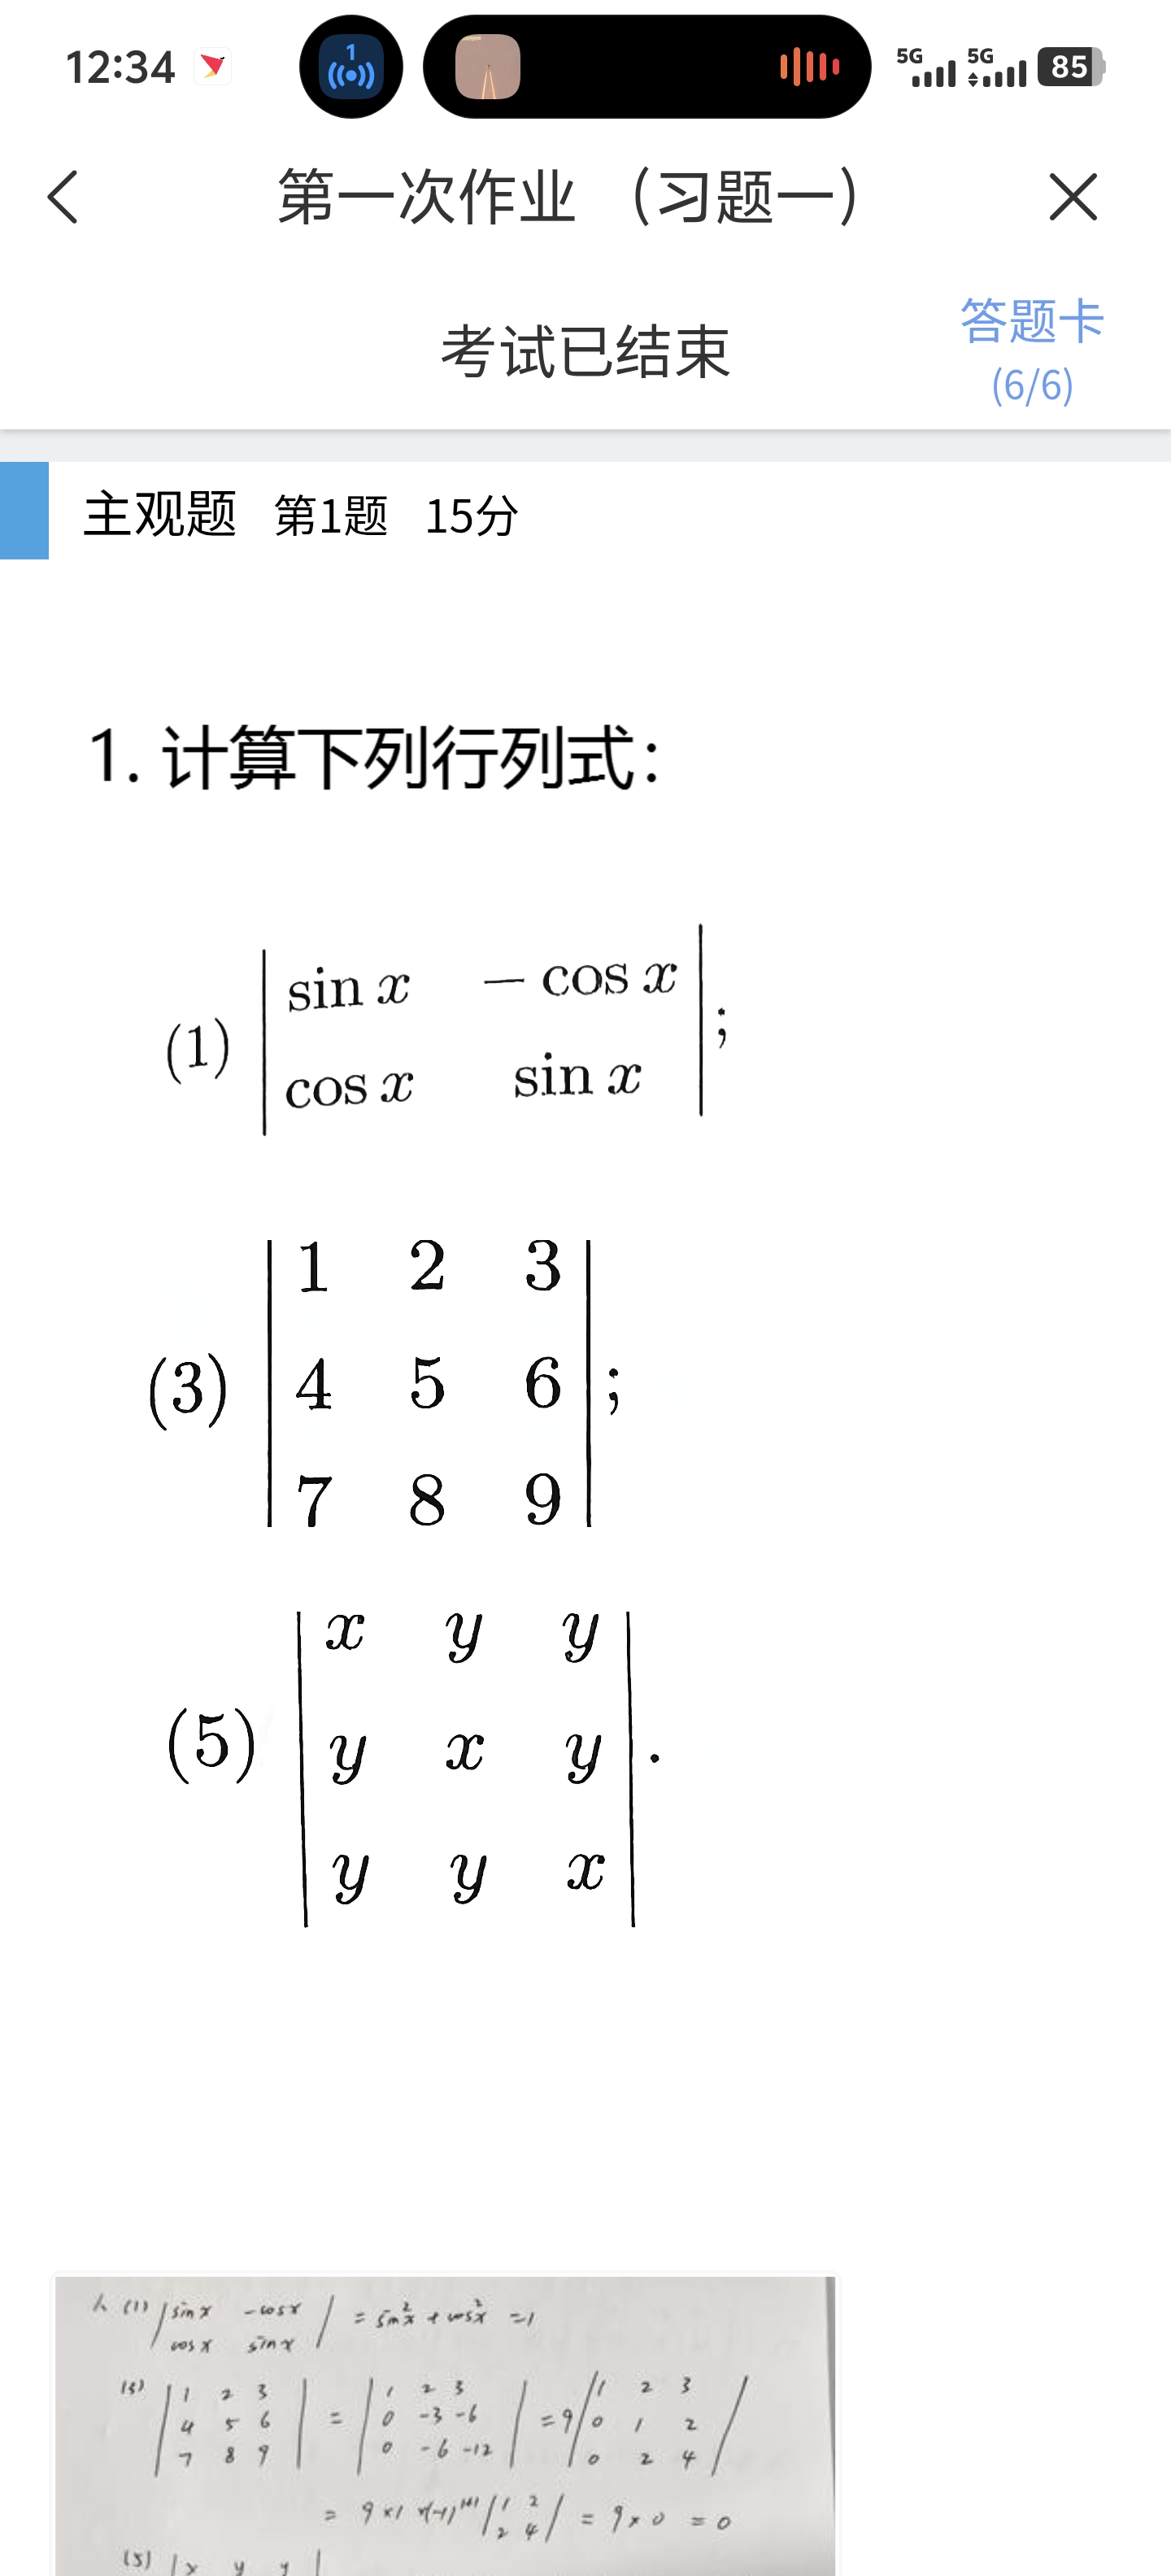 12:34
1
5G 5G 85
第一次作业 （习题一）
考试已结束
答题卡
(6/6)
主观题 第1题 15分
1. 计算下列行列式:
(1) | sin x − cos x |
| cos x sin x | ;
(3) | 1 2 3 |
| 4 5 6 | ;
| 7 8 9 |
(5) | x y y |
| y x y | .
| y y x |
1. (1) | sin x −cos x | = sin²x + cos²x = 1
| cos x sin x |
(3) | 1 2 3 | = | 1 2 3 | = 9 | 1 2 3 |
| 4 5 6 | | 0 -3 -6 | | 0 1 2 |
| 7 8 9 | | 0 -6 -12 | | 0 2 4 |
= 9×1×(-1)¹⁺¹ | 1 2 | = 9×0 = 0
| 2 4 |
(5) | x y y |